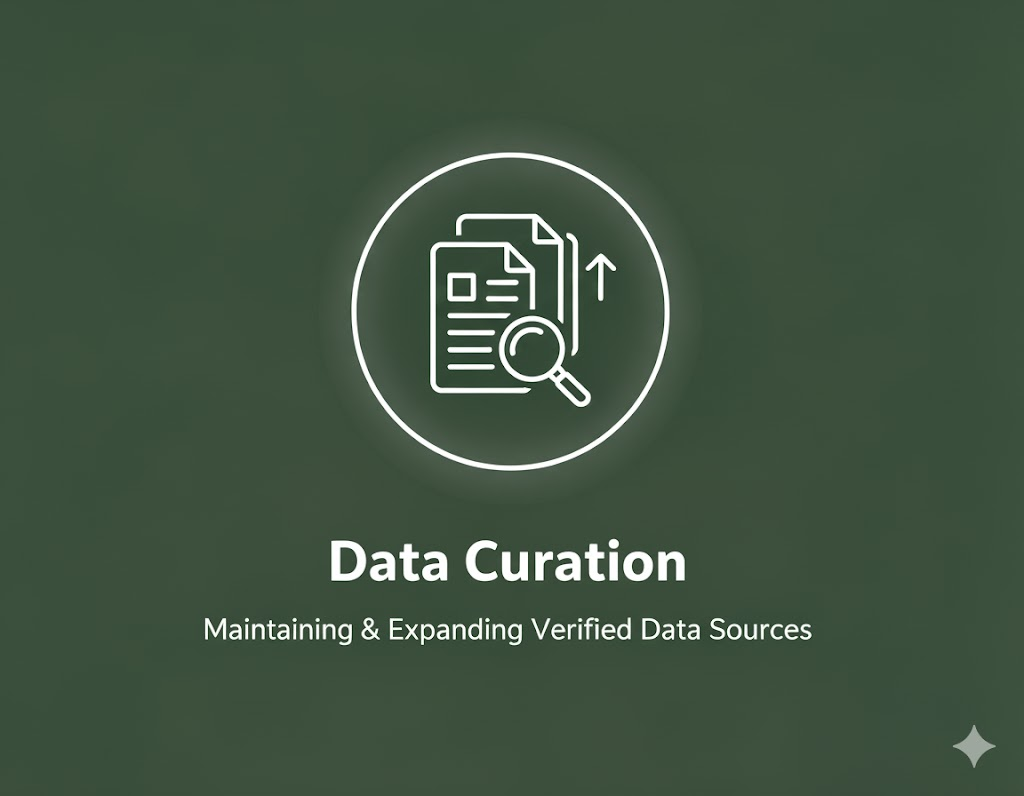 Data Curation
Maintaining & Expanding Verified Data Sources